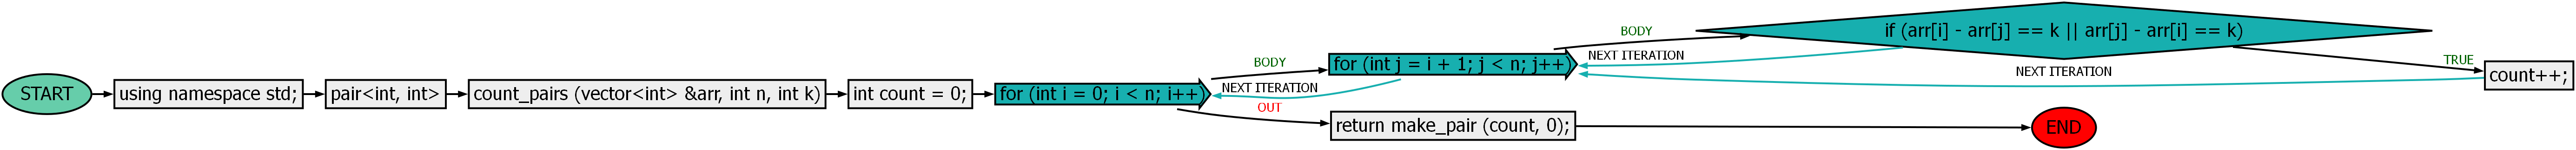 START
using namespace std;
pair<int, int>
count_pairs (vector<int> &arr, int n, int k)
int count = 0;
for (int i = 0; i < n; i++)
BODY
NEXT ITERATION
OUT
for (int j = i + 1; j < n; j++)
return make_pair (count, 0);
BODY
NEXT ITERATION
if (arr[i] - arr[j] == k || arr[j] - arr[i] == k)
NEXT ITERATION
TRUE
count++;
END